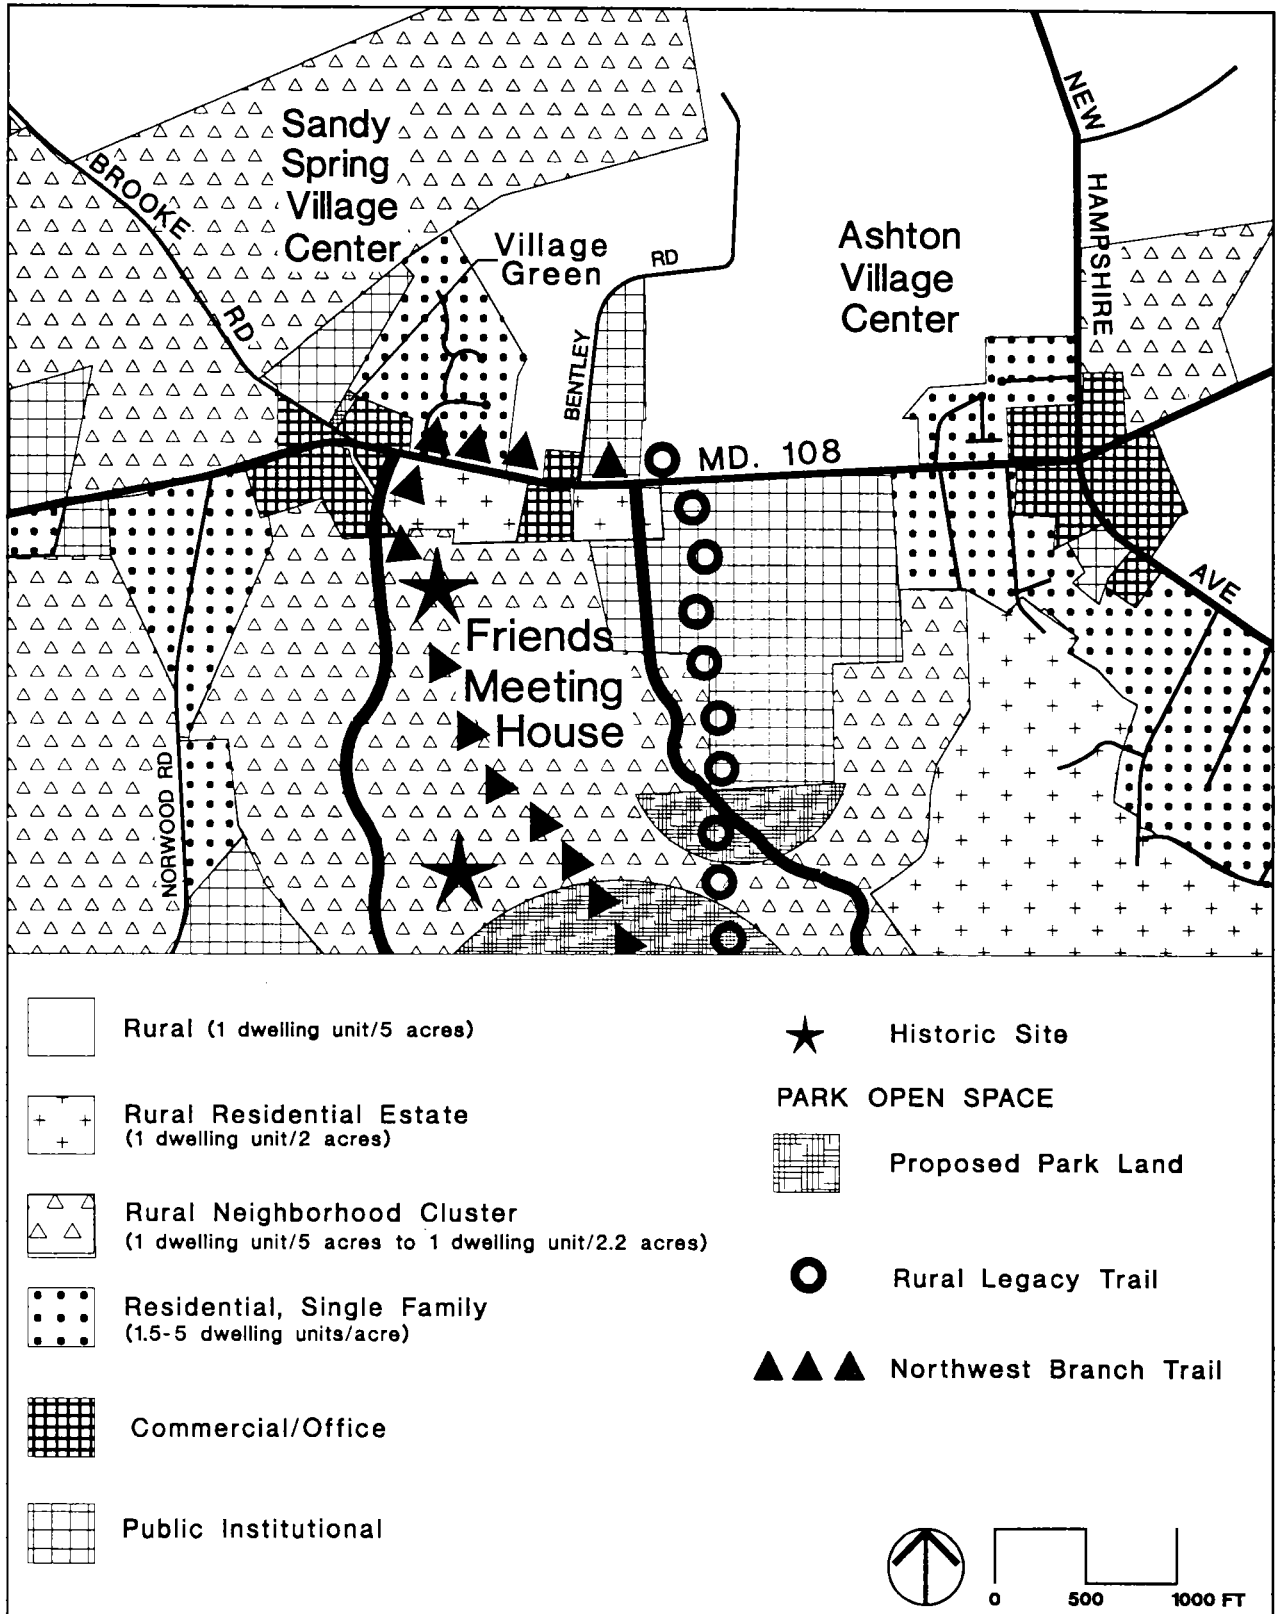 Sandy
Spring
Village
Center
BROOKE
RD
Village
Green
BENTLEY
RD
Ashton
Village
Center
NEW
HAMPSHIRE
AVE
MD. 108
Friends
Meeting
House
NORWOOD RD
Rural (1 dwelling unit/5 acres)
Rural Residential Estate
(1 dwelling unit/2 acres)
Rural Neighborhood Cluster
(1 dwelling unit/5 acres to 1 dwelling unit/2.2 acres)
Residential, Single Family
(1.5-5 dwelling units/acre)
Commercial/Office
Public Institutional
Historic Site
PARK OPEN SPACE
Proposed Park Land
Rural Legacy Trail
Northwest Branch Trail
0 500 1000 FT